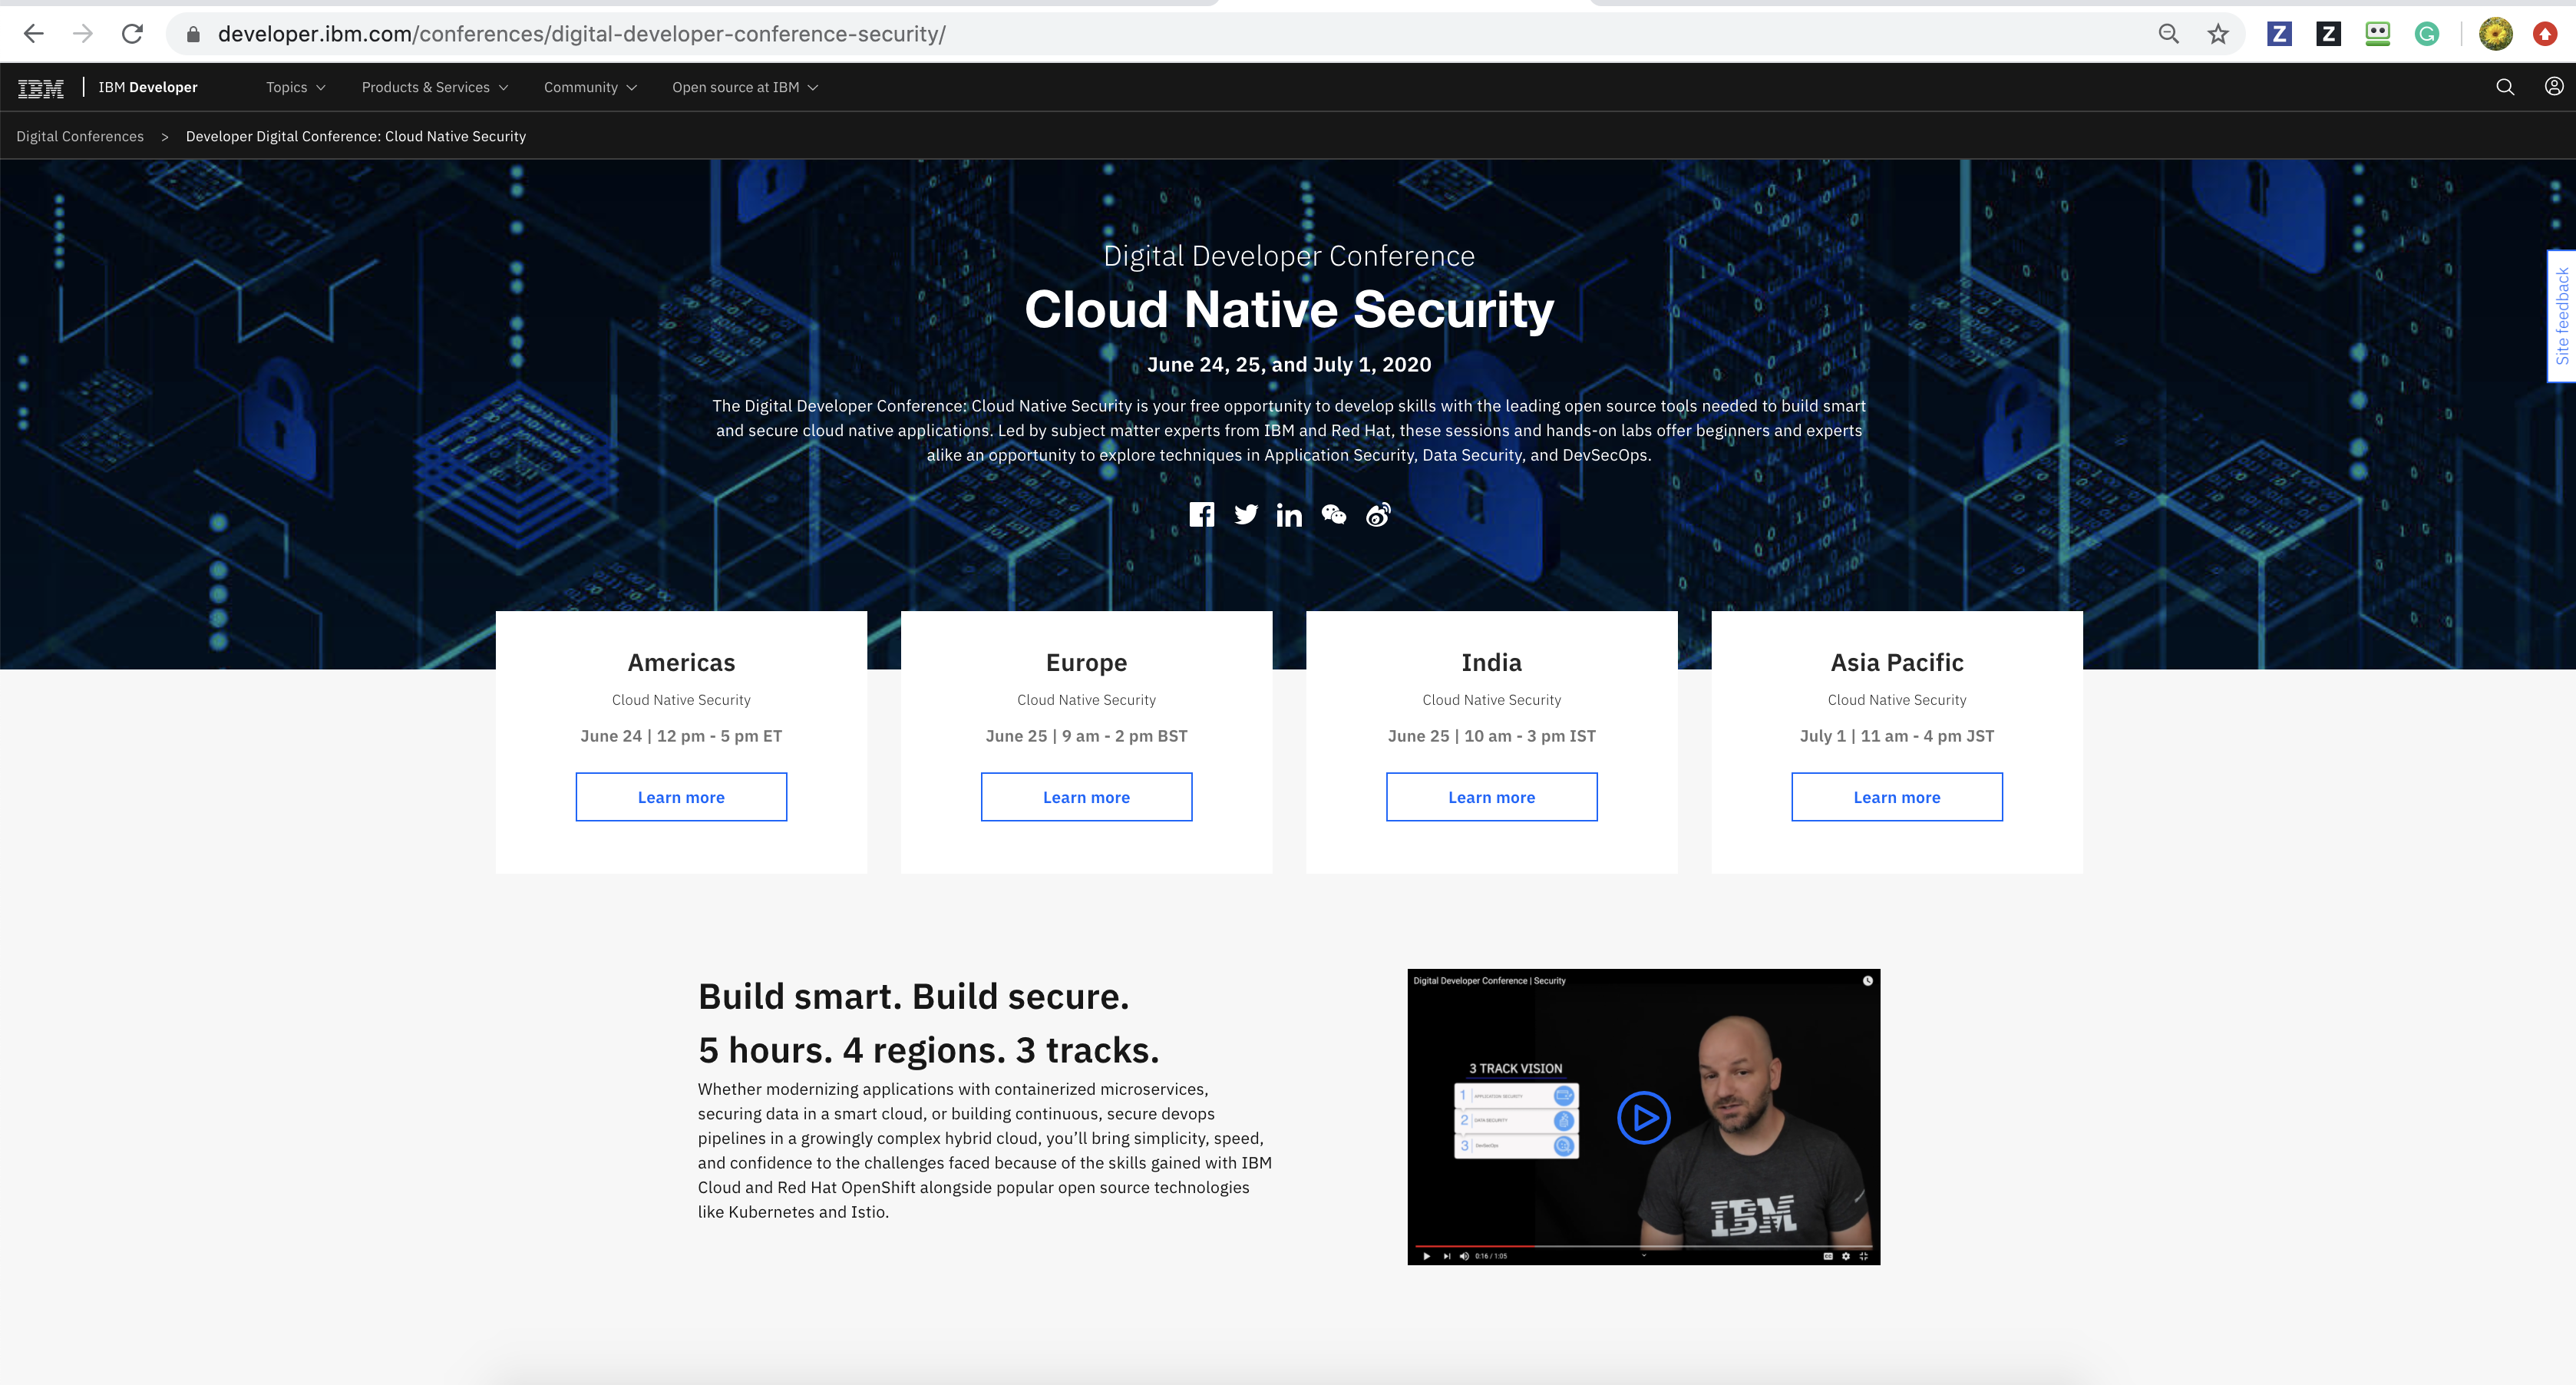 developer.ibm.com/conferences/digital-developer-conference-security/
IBM
IBM Developer
Topics
Products & Services
Community
Open source at IBM
Digital Conferences > Developer Digital Conference: Cloud Native Security
Site feedback
Digital Developer Conference
Cloud Native Security
June 24, 25, and July 1, 2020
The Digital Developer Conference: Cloud Native Security is your free opportunity to develop skills with the leading open source tools needed to build smart
and secure cloud native applications. Led by subject matter experts from IBM and Red Hat, these sessions and hands-on labs offer beginners and experts
alike an opportunity to explore techniques in Application Security, Data Security, and DevSecOps.
Americas
Cloud Native Security
June 24 | 12 pm - 5 pm ET
Learn more
Europe
Cloud Native Security
June 25 | 9 am - 2 pm BST
Learn more
India
Cloud Native Security
June 25 | 10 am - 3 pm IST
Learn more
Asia Pacific
Cloud Native Security
July 1 | 11 am - 4 pm JST
Learn more
Build smart. Build secure.
5 hours. 4 regions. 3 tracks.
Whether modernizing applications with containerized microservices,
securing data in a smart cloud, or building continuous, secure devops
pipelines in a growingly complex hybrid cloud, you’ll bring simplicity, speed,
and confidence to the challenges faced because of the skills gained with IBM
Cloud and Red Hat OpenShift alongside popular open source technologies
like Kubernetes and Istio.
Digital Developer Conference | Security
3 TRACK VISION
1 APPLICATION SECURITY
2 DATA SECURITY
3 DevSecOps
IBM
0:16 / 1:05